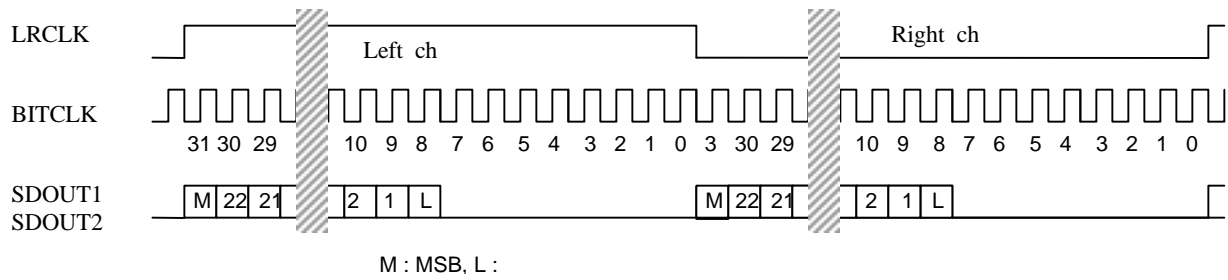 LRCLK Left ch Right ch
BITCLK
31 30 29 10 9 8 7 6 5 4 3 2 1 0 3 30 29 10 9 8 7 6 5 4 3 2 1 0
SDOUT1 M 22 21 2 1 L M 22 21 2 1 L
SDOUT2
M : MSB, L :